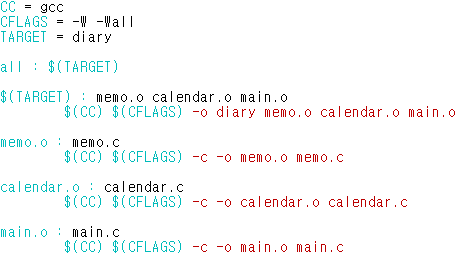 CC = gcc
CFLAGS = -W -Wall
TARGET = diary
all : $(TARGET)
$(TARGET) : memo.o calendar.o main.o
$(CC) $(CFLAGS) -o diary memo.o calendar.o main.o
memo.o : memo.c
$(CC) $(CFLAGS) -c -o memo.o memo.c
calendar.o : calendar.c
$(CC) $(CFLAGS) -c -o calendar.o calendar.c
main.o : main.c
$(CC) $(CFLAGS) -c -o main.o main.c